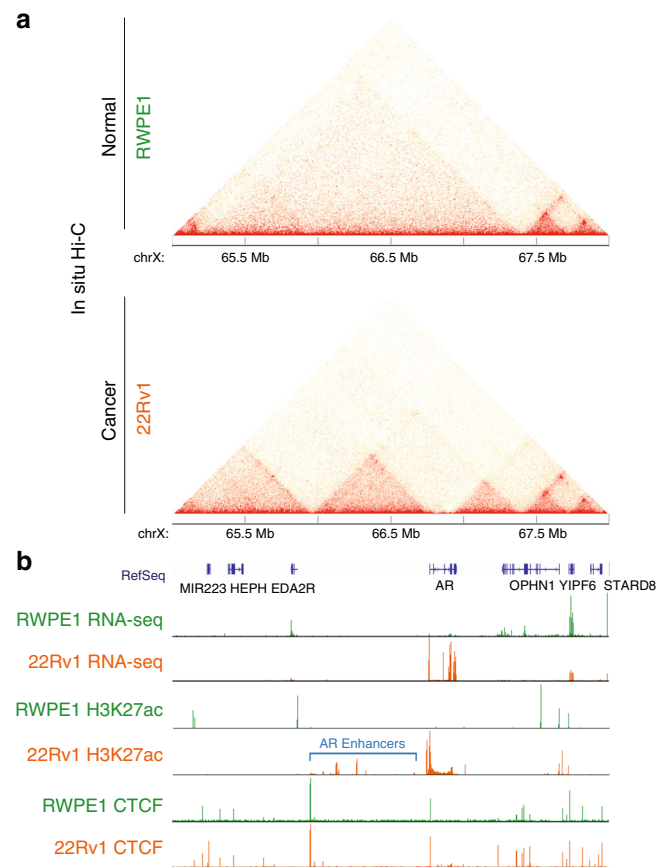 a
In situ Hi-C
Normal
RWPE1
chrX: 65.5 Mb 66.5 Mb 67.5 Mb
Cancer
22Rv1
chrX: 65.5 Mb 66.5 Mb 67.5 Mb
b
RefSeq
MIR223 HEPH EDA2R AR OPHN1 YIPF6 STARD8
RWPE1 RNA-seq
22Rv1 RNA-seq
RWPE1 H3K27ac
22Rv1 H3K27ac
AR Enhancers
RWPE1 CTCF
22Rv1 CTCF